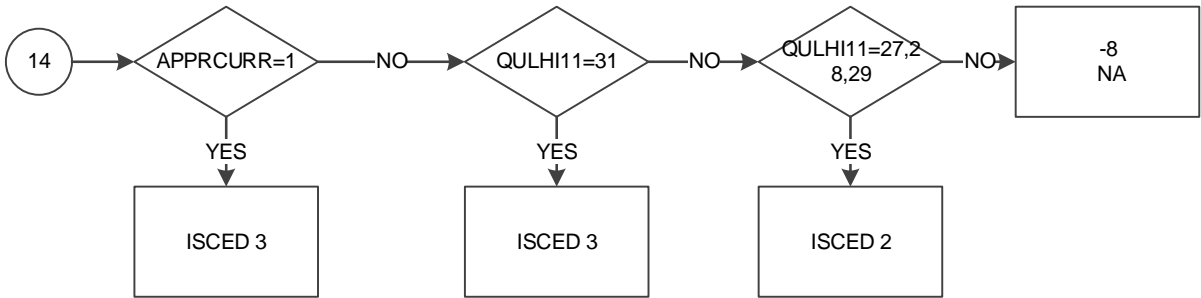 14
APPRCURR=1
NO
QULHI11=31
NO
QULHI11=27,2
8,29
NO
-8
NA
YES
YES
YES
ISCED 3
ISCED 3
ISCED 2